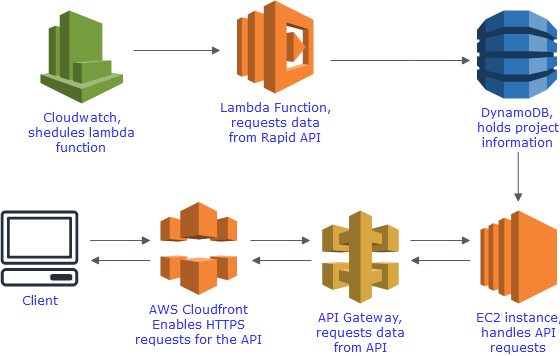 Cloudwatch,
shedules lambda
function
Lambda Function,
requests data
from Rapid API
DynamoDB,
holds project
information
Client
AWS Cloudfront
Enables HTTPS
requests for the API
API Gateway,
requests data
from API
EC2 instance,
handles API
requests